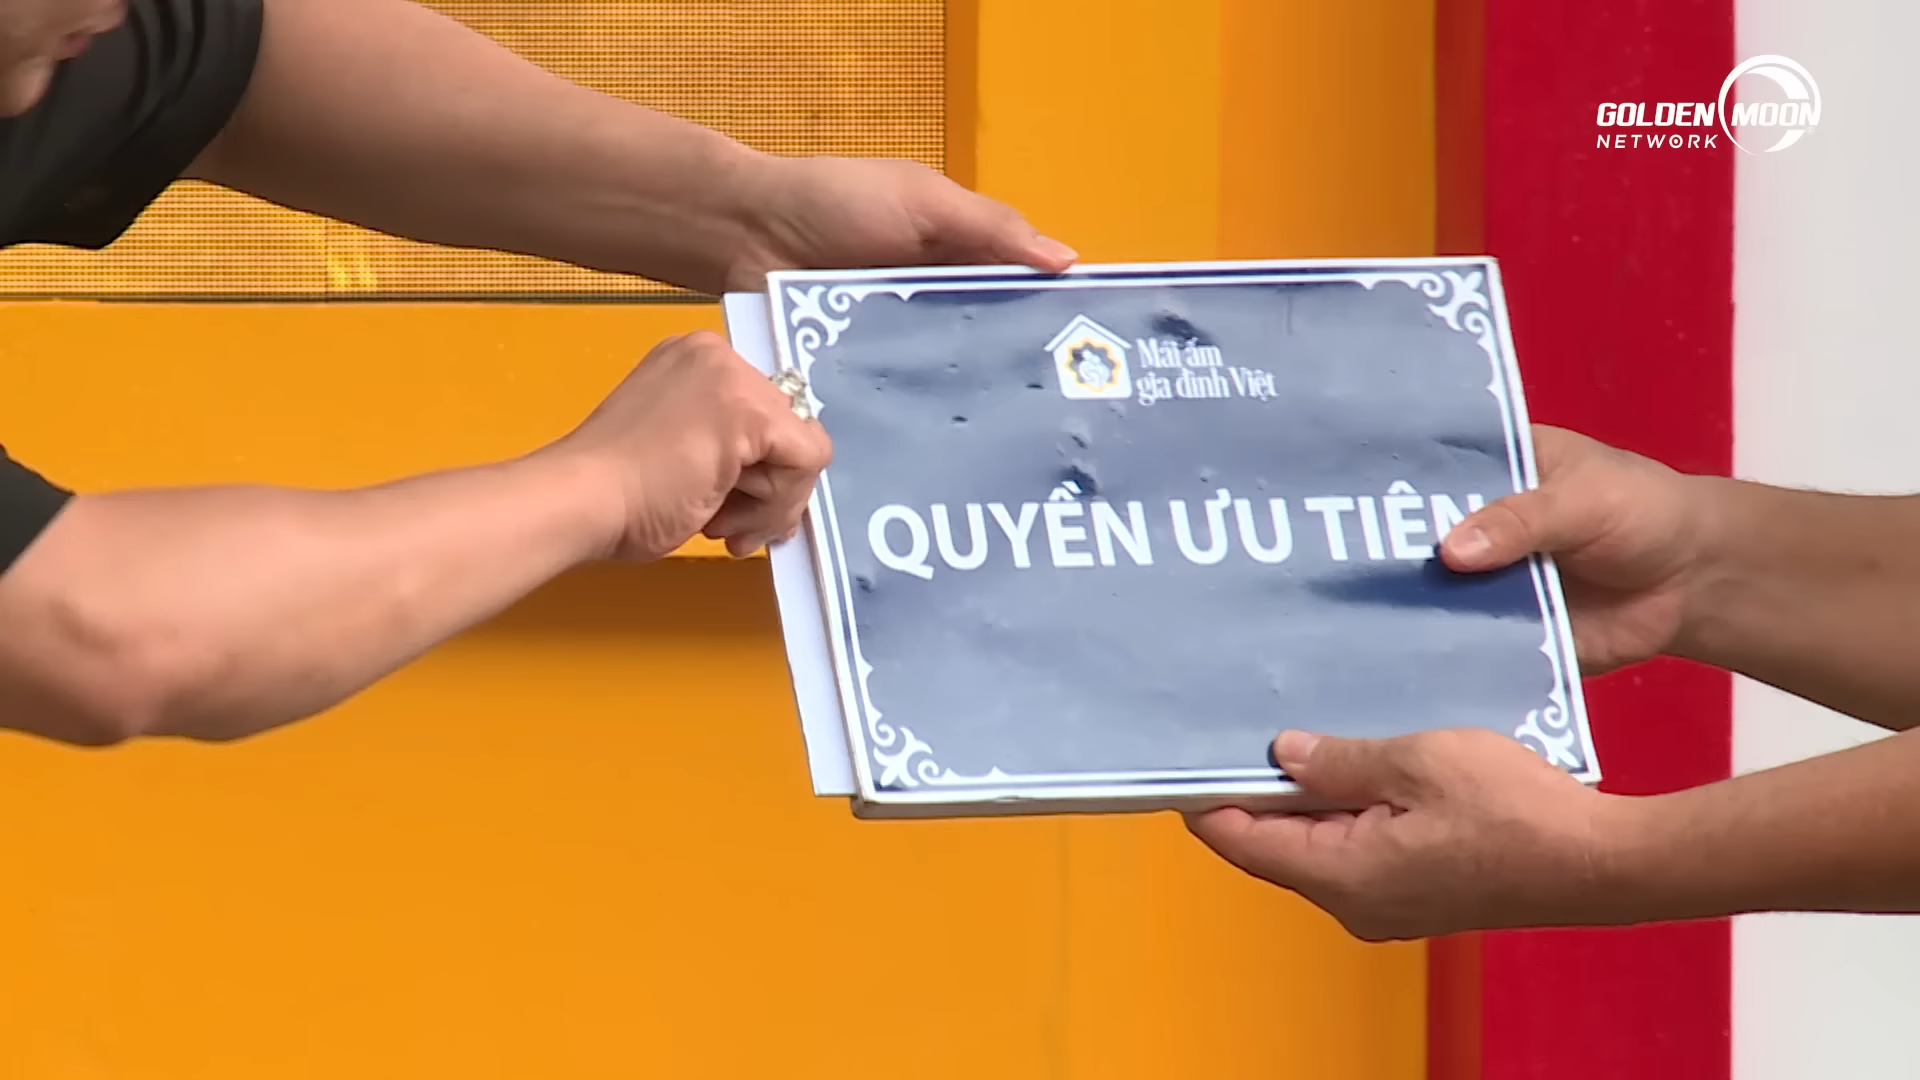 GOLDEN MOON
NETWORK
Mái ấm
gia đình Việt
QUYỀN ƯU TIÊN